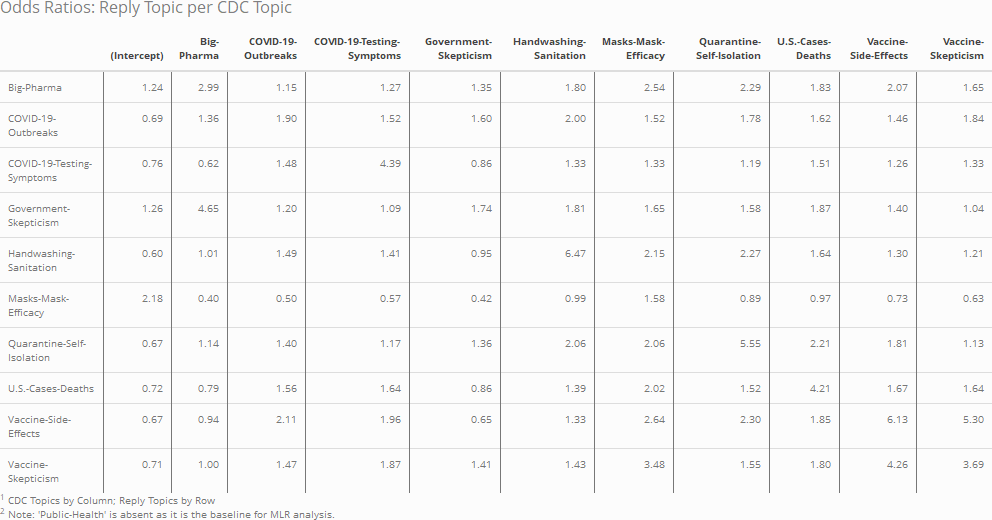 Odds Ratios: Reply Topic per CDC Topic
(Intercept) Big-Pharma COVID-19-Outbreaks COVID-19-Testing-Symptoms Government-Skepticism Handwashing-Sanitation Masks-Mask-Efficacy Quarantine-Self-Isolation U.S.-Cases-Deaths Vaccine-Side-Effects Vaccine-Skepticism
Big-Pharma 1.24 2.99 1.15 1.27 1.35 1.80 2.54 2.29 1.83 2.07 1.65
COVID-19-Outbreaks 0.69 1.36 1.90 1.52 1.60 2.00 1.52 1.78 1.62 1.46 1.84
COVID-19-Testing-Symptoms 0.76 0.62 1.48 4.39 0.86 1.33 1.33 1.19 1.51 1.26 1.33
Government-Skepticism 1.26 4.65 1.20 1.09 1.74 1.81 1.65 1.58 1.87 1.40 1.04
Handwashing-Sanitation 0.60 1.01 1.49 1.41 0.95 6.47 2.15 2.27 1.64 1.30 1.21
Masks-Mask-Efficacy 2.18 0.40 0.50 0.57 0.42 0.99 1.58 0.89 0.97 0.73 0.63
Quarantine-Self-Isolation 0.67 1.14 1.40 1.17 1.36 2.06 2.06 5.55 2.21 1.81 1.13
U.S.-Cases-Deaths 0.72 0.79 1.56 1.64 0.86 1.39 2.02 1.52 4.21 1.67 1.64
Vaccine-Side-Effects 0.67 0.94 2.11 1.96 0.65 1.33 2.64 2.30 1.85 6.13 5.30
Vaccine-Skepticism 0.71 1.00 1.47 1.87 1.41 1.43 3.48 1.55 1.80 4.26 3.69
1 CDC Topics by Column; Reply Topics by Row
2 Note: 'Public-Health' is absent as it is the baseline for MLR analysis.